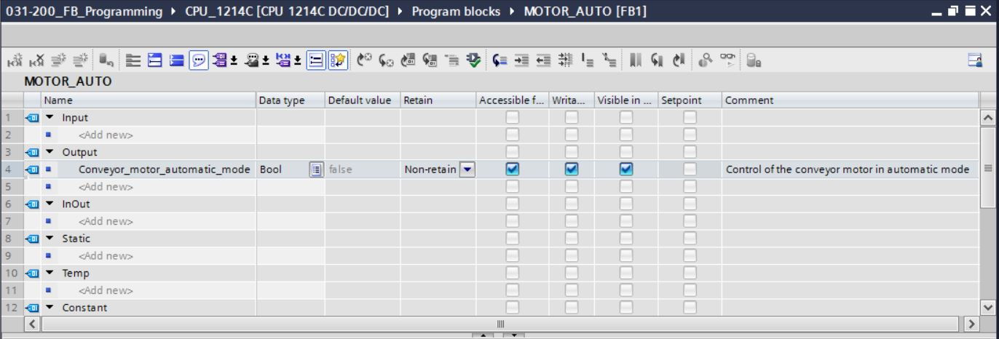 031-200_FB_Programming ▸ CPU_1214C [CPU 1214C DC/DC/DC] ▸ Program blocks ▸ MOTOR_AUTO [FB1]
MOTOR_AUTO
Name Data type Default value Retain Accessible f... Writa... Visible in ... Setpoint Comment
1 Input
2 <Add new>
3 Output
4 Conveyor_motor_automatic_mode Bool false Non-retain Control of the conveyor motor in automatic mode
5 <Add new>
6 InOut
7 <Add new>
8 Static
9 <Add new>
10 Temp
11 <Add new>
12 Constant